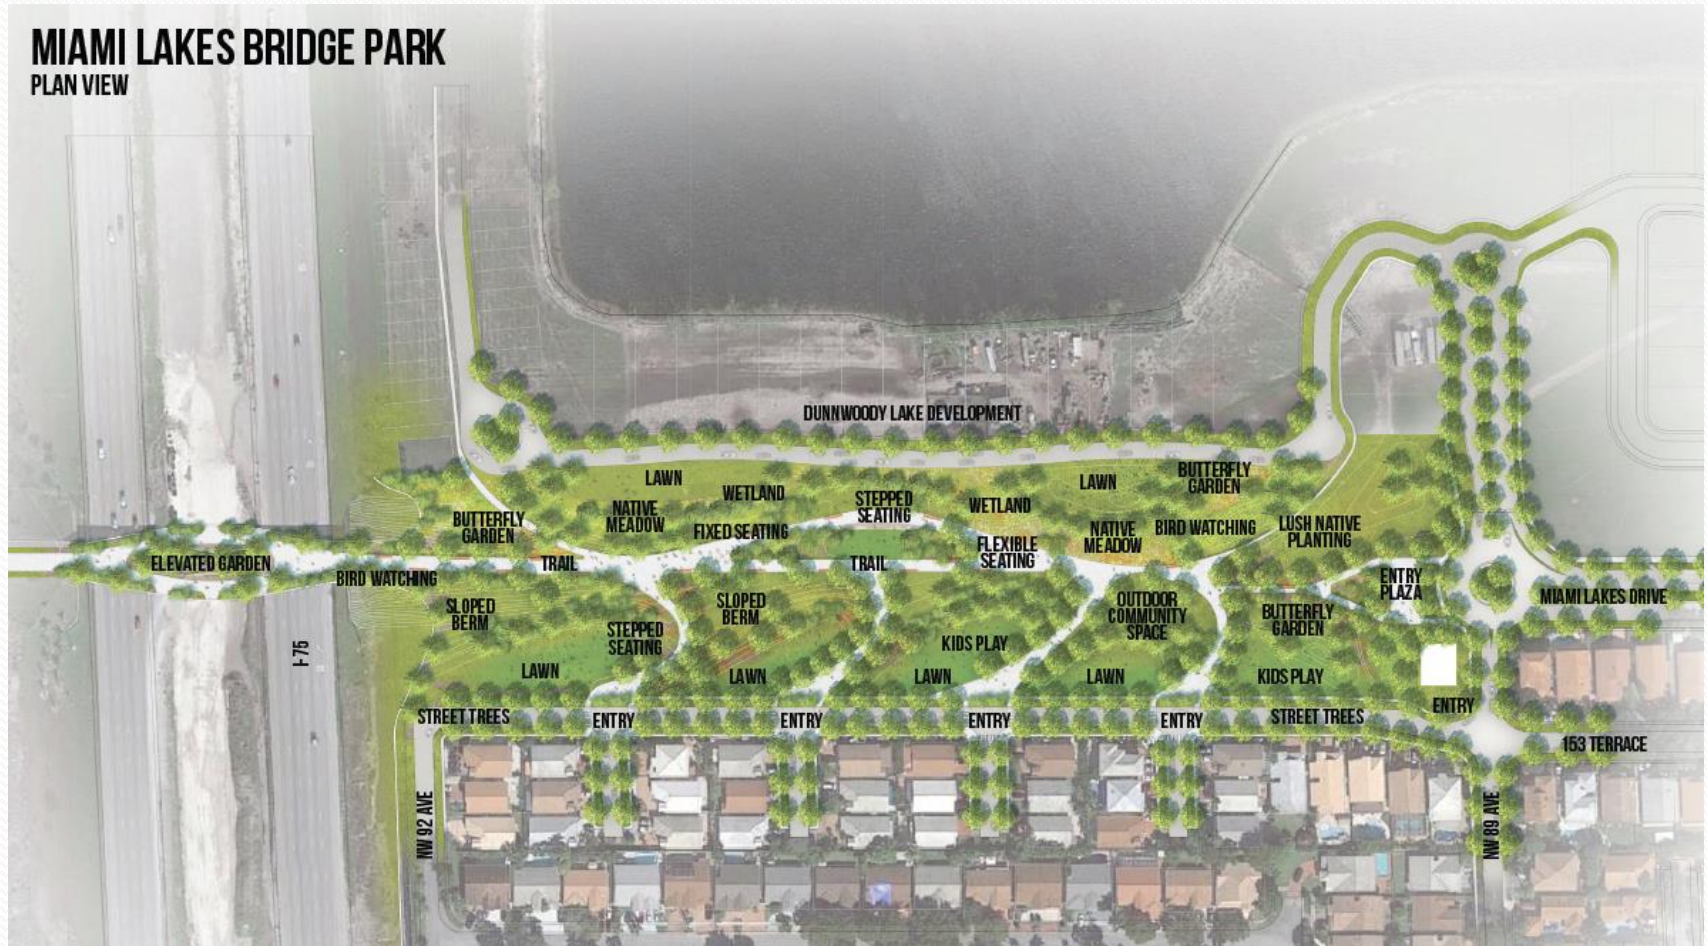 MIAMI LAKES BRIDGE PARK
PLAN VIEW
DUNNWOODY LAKE DEVELOPMENT
LAWN
WETLAND
NATIVE
MEADOW
FIXED SEATING
STEPPED
SEATING
WETLAND
LAWN
BUTTERFLY
GARDEN
BUTTERFLY
GARDEN
FLEXIBLE
SEATING
NATIVE
MEADOW
BIRD WATCHING
LUSH NATIVE
PLANTING
ELEVATED GARDEN
BIRD WATCHING
TRAIL
TRAIL
ENTRY
PLAZA
MIAMI LAKES DRIVE
SLOPED
BERM
STEPPED
SEATING
SLOPED
BERM
OUTDOOR
COMMUNITY
SPACE
BUTTERFLY
GARDEN
KIDS PLAY
I-75
LAWN
LAWN
LAWN
LAWN
KIDS PLAY
ENTRY
STREET TREES
ENTRY
ENTRY
ENTRY
ENTRY
STREET TREES
153 TERRACE
NW 92 AVE
NW 89 AVE